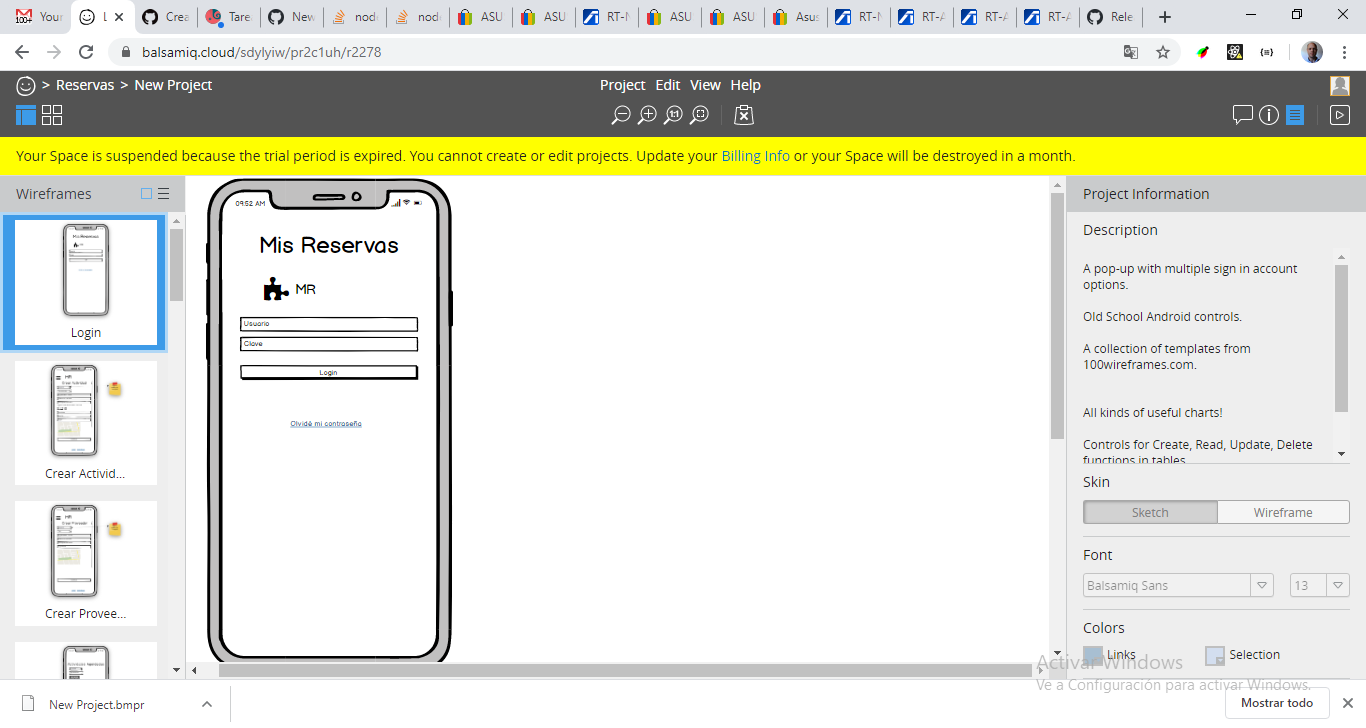 Your
L
Crea
Tarea
New
node
node
ASU
ASU
RT-N
ASU
ASU
Asus
RT-N
RT-A
RT-A
RT-A
Rele
balsamiq.cloud/sdylyiw/pr2c1uh/r2278
> Reservas > New Project
Project Edit View Help
1:1
Your Space is suspended because the trial period is expired. You cannot create or edit projects. Update your Billing Info or your Space will be destroyed in a month.
Wireframes
Login
Crear Activid...
Crear Provee...
09:52 AM
Mis Reservas
MR
Usuario
Clave
Login
Olvidé mi contraseña
Project Information
Description
A pop-up with multiple sign in account
options.
Old School Android controls.
A collection of templates from
100wireframes.com.
All kinds of useful charts!
Controls for Create, Read, Update, Delete
functions in tables
Skin
Sketch Wireframe
Font
Balsamiq Sans 13
Colors
Links Selection
Activar Windows
Ve a Configuración para activar Windows.
New Project.bmpr
Mostrar todo